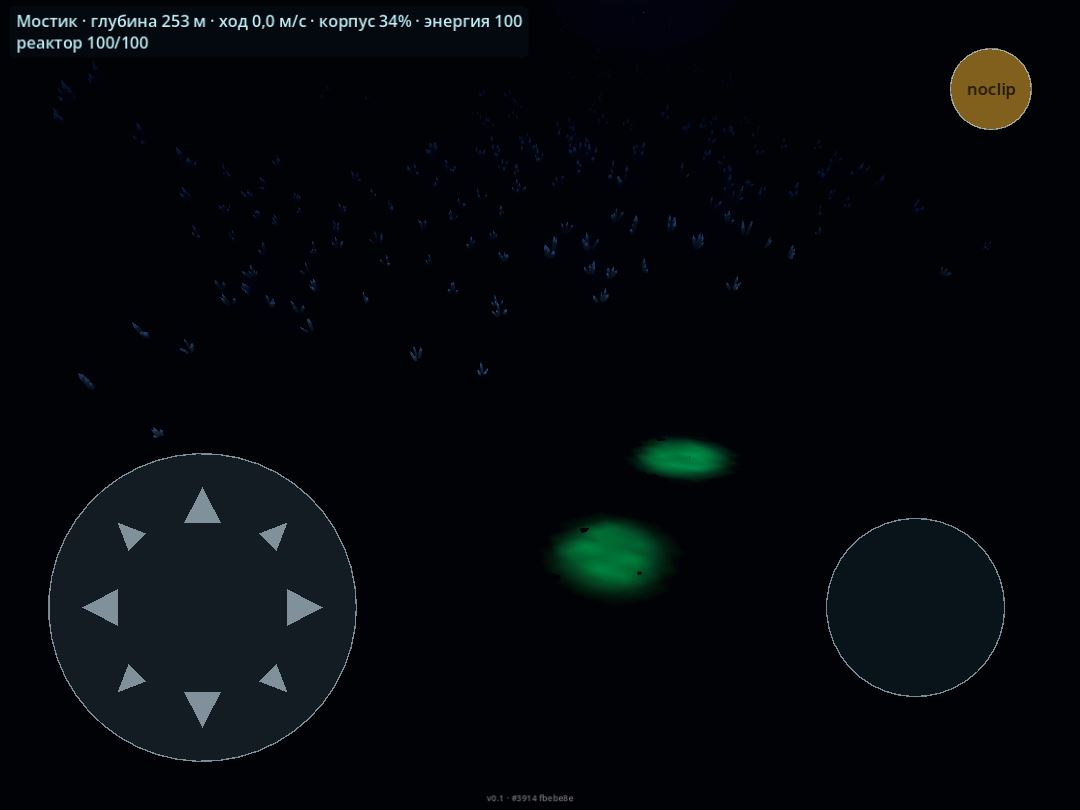 Мостик · глубина 253 м · ход 0,0 м/с · корпус 34% · энергия 100
реактор 100/100
noclip
v0.1 · #3914 fbebe8e